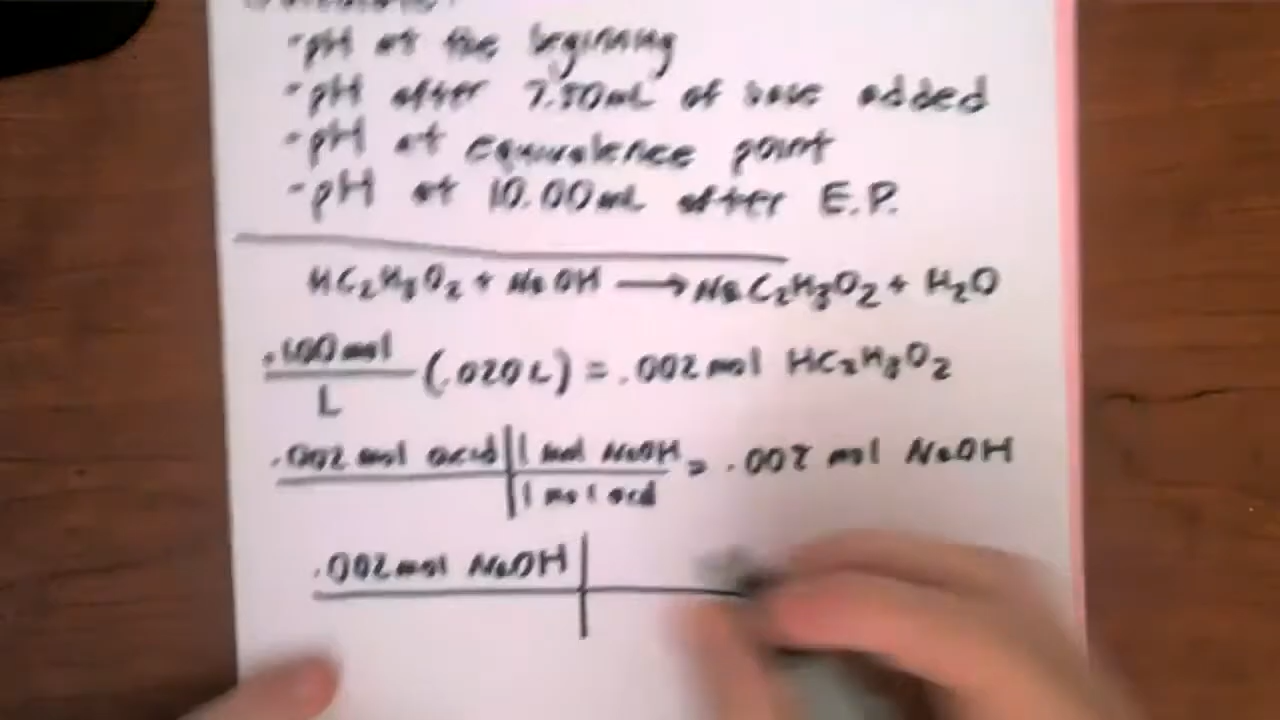 -pH at the beginning
-pH after 7.50mL of base added
-pH at equivalence point
-pH at 10.00mL after E.P.
HC₂H₃O₂ + NaOH → NaC₂H₃O₂ + H₂O
.100 mol / L (.020L) = .002 mol HC₂H₃O₂
.002 mol acid | 1 mol NaOH = .002 mol NaOH
1 mol acid
.002 mol NaOH |